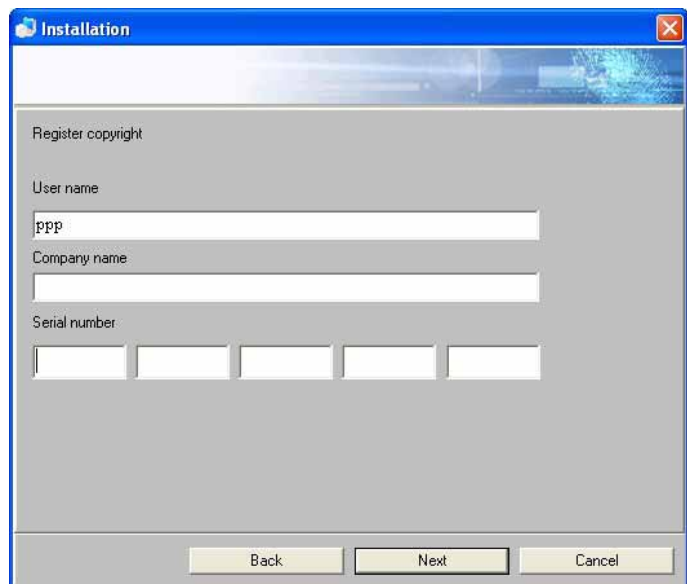 Installation
Register copyright
User name
ppp
Company name
Serial number
Back Next Cancel